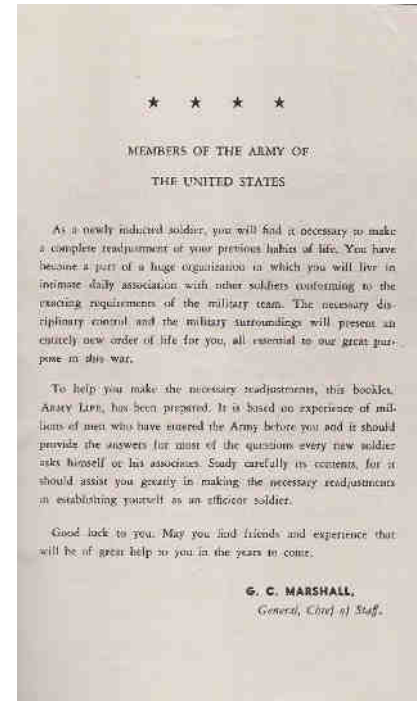 ★ ★ ★ ★
MEMBERS OF THE ARMY OF
THE UNITED STATES
As a newly inducted soldier, you will find it necessary to make
a complete readjustment of your previous habits of life. You have
become a part of a huge organization in which you will live in
intimate daily association with other soldiers conforming to the
exacting requirements of the military team. The necessary dis-
ciplinary control and the military surroundings will present an
entirely new order of life for you, all essential to our great pur-
pose in this war.
To help you make the necessary readjustments, this booklet,
ARMY LIFE, has been prepared. It is based on experience of mil-
lions of men who have entered the Army before you and it should
provide the answers for most of the questions every new soldier
asks himself or his associates. Study carefully its contents, for it
should assist you greatly in making the necessary readjustments
in establishing yourself as an efficient soldier.
Good luck to you. May you find friends and experience that
will be of great help to you in the years to come.
G. C. MARSHALL,
General, Chief of Staff.